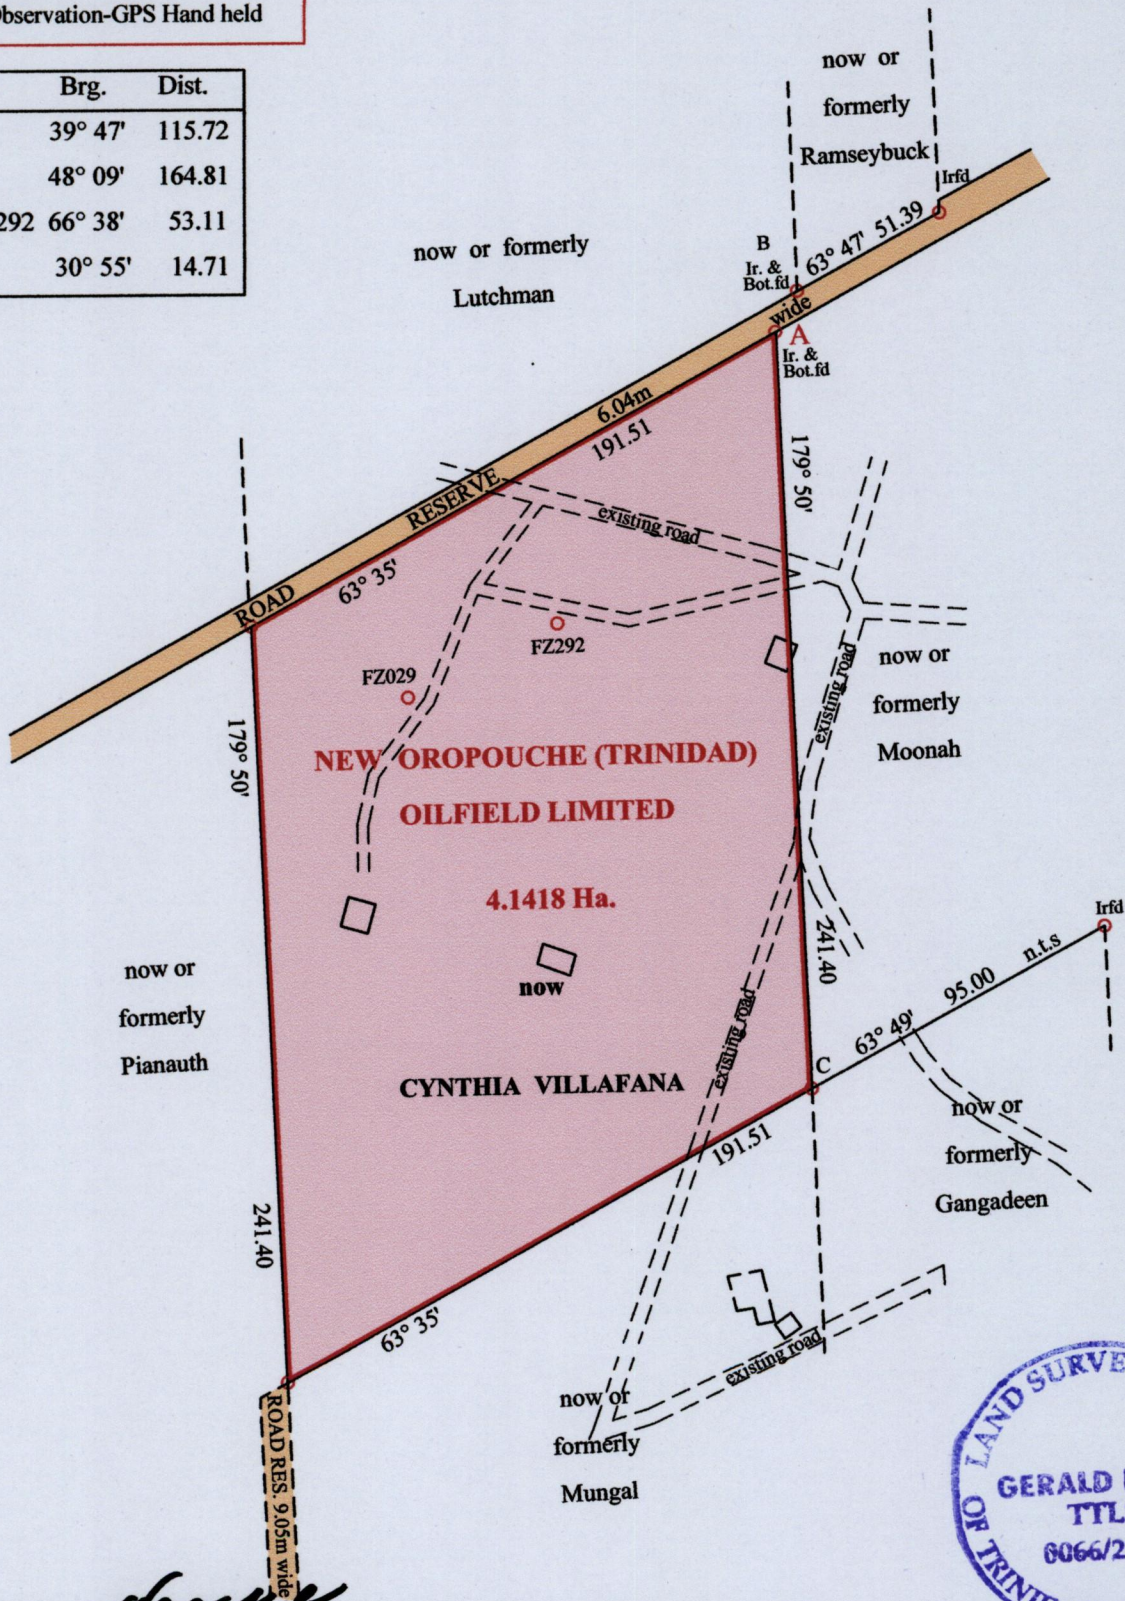 Observation-GPS Hand held
Brg. Dist.
39° 47' 115.72
48° 09' 164.81
292 66° 38' 53.11
30° 55' 14.71
now or
formerly
Ramseybuck
Irfd
63° 47' 51.39
B
Ir. &
Bot.fd
now or formerly
Lutchman
wide
A
Ir. &
Bot.fd
6.04m
191.51
179° 50'
RESERVE
existing road
63° 35'
ROAD
FZ292
FZ029
existing road
now or
formerly
Moonah
179° 50'
NEW OROPOUCHE (TRINIDAD)
OILFIELD LIMITED
4.1418 Ha.
now
CYNTHIA VILLAFANA
now or
formerly
Pianauth
241.40
Irfd
n.t.s
95.00
63° 49'
existing road
C
now or
formerly
Gangadeen
191.51
241.40
63° 35'
existing road
now or
formerly
Mungal
ROAD RES. 9.05m wide
LAND SURVE
GERALD
TTL
0066/2
OF TRINI